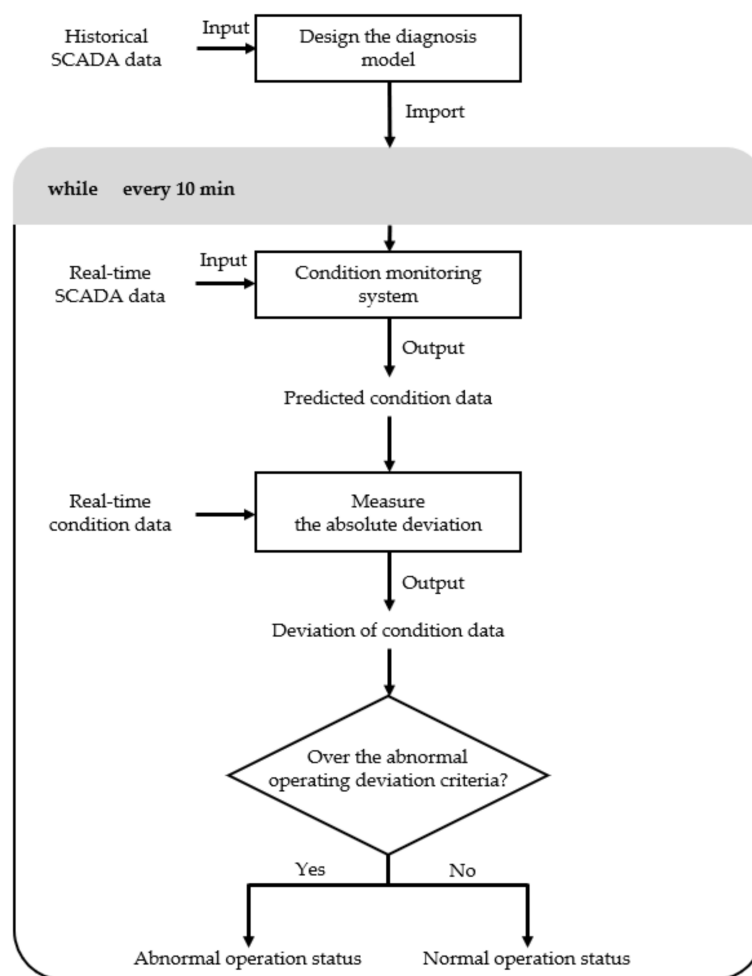 Historical
SCADA data
Input
Design the diagnosis
model
Import
while every 10 min
Real-time
SCADA data
Input
Condition monitoring
system
Output
Predicted condition data
Real-time
condition data
Measure
the absolute deviation
Output
Deviation of condition data
Over the abnormal
operating deviation criteria?
Yes
No
Abnormal operation status
Normal operation status